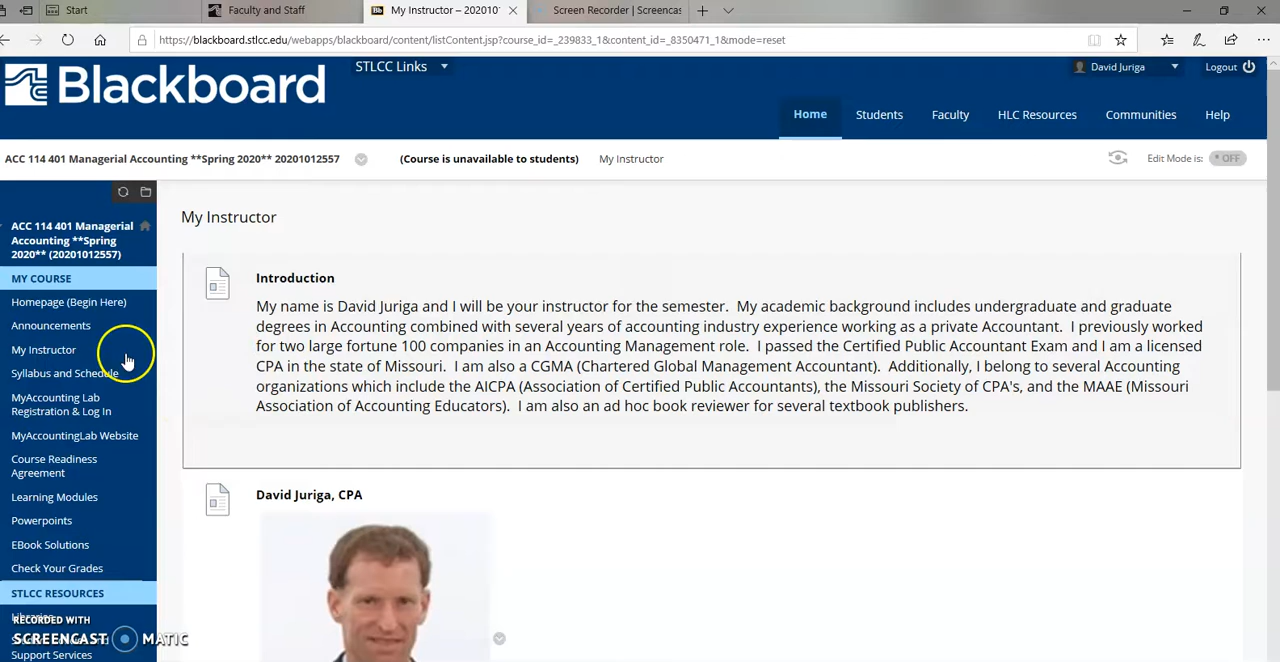 Start
Faculty and Staff
My Instructor – 202010
Screen Recorder | Screencas
https://blackboard.stlcc.edu/webapps/blackboard/content/listContent.jsp?course_id=_239833_1&content_id=_8350471_1&mode=reset
Blackboard
STLCC Links
David Juriga
Logout
Home
Students
Faculty
HLC Resources
Communities
Help
ACC 114 401 Managerial Accounting **Spring 2020** 20201012557
(Course is unavailable to students)
My Instructor
Edit Mode is:
OFF
ACC 114 401 Managerial
Accounting **Spring
2020** (20201012557)
MY COURSE
Homepage (Begin Here)
Announcements
My Instructor
Syllabus and Schedule
MyAccounting Lab
Registration & Log In
MyAccountingLab Website
Course Readiness
Agreement
Learning Modules
Powerpoints
EBook Solutions
Check Your Grades
STLCC RESOURCES
RECORDED WITH
SCREENCAST MATIC
Support Services
My Instructor
Introduction
My name is David Juriga and I will be your instructor for the semester.  My academic background includes undergraduate and graduate
degrees in Accounting combined with several years of accounting industry experience working as a private Accountant.  I previously worked
for two large fortune 100 companies in an Accounting Management role.  I passed the Certified Public Accountant Exam and I am a licensed
CPA in the state of Missouri.  I am also a CGMA (Chartered Global Management Accountant).  Additionally, I belong to several Accounting
organizations which include the AICPA (Association of Certified Public Accountants), the Missouri Society of CPA's, and the MAAE (Missouri
Association of Accounting Educators).  I am also an ad hoc book reviewer for several textbook publishers.
David Juriga, CPA